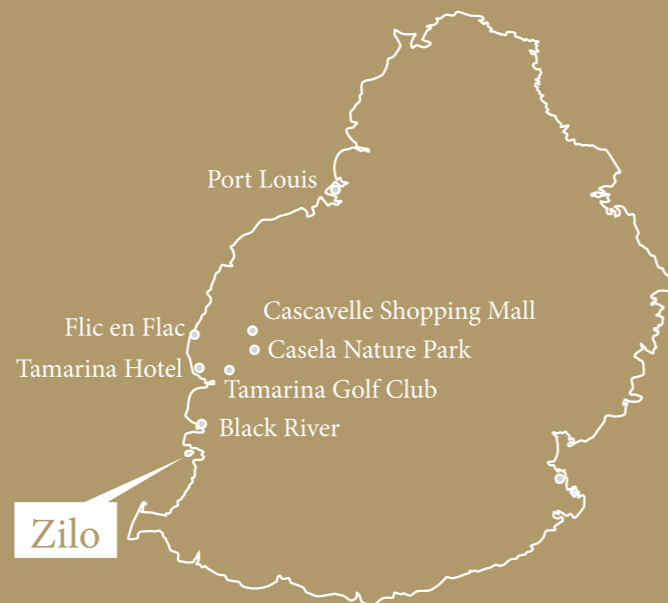 Port Louis
Cascavelle Shopping Mall
Flic en Flac
Casela Nature Park
Tamarina Hotel
Tamarina Golf Club
Black River
Zilo